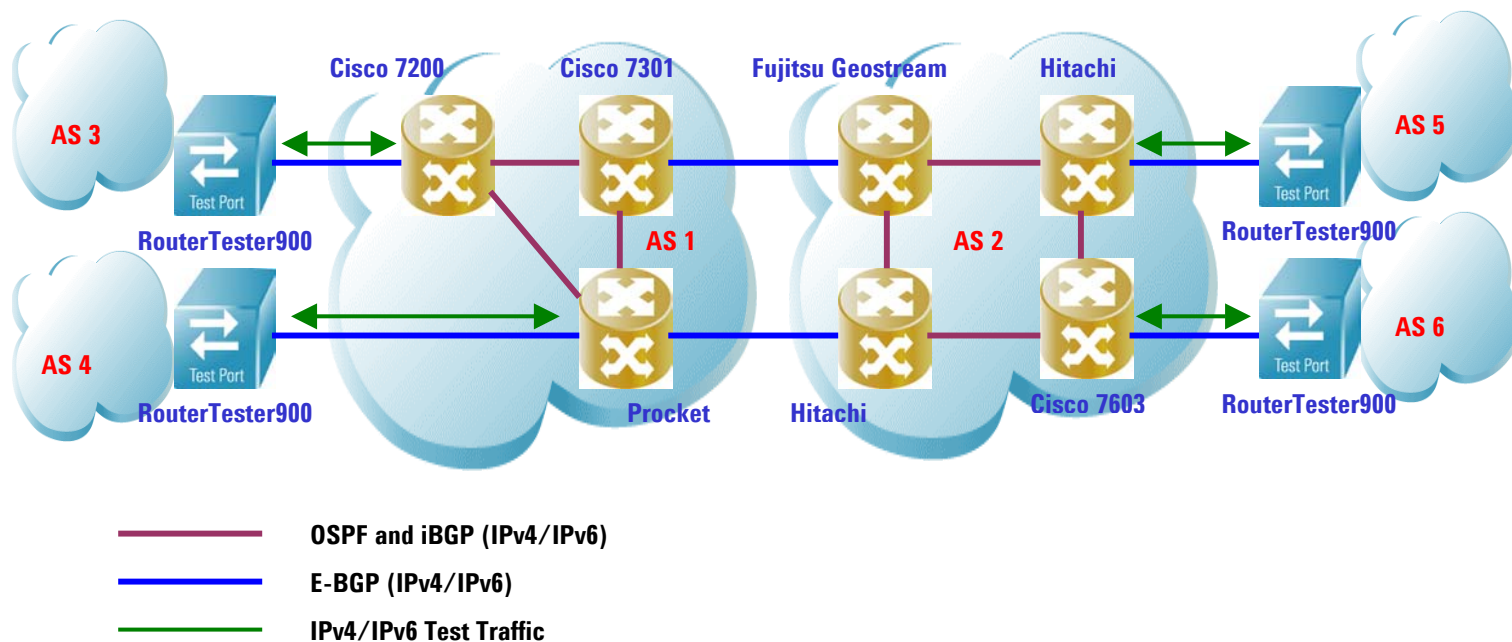 Cisco 7200
Cisco 7301
Fujitsu Geostream
Hitachi
AS 3
AS 5
Test Port
Test Port
RouterTester900
AS 1
AS 2
RouterTester900
AS 4
AS 6
Test Port
Test Port
RouterTester900
Procket
Hitachi
Cisco 7603
RouterTester900
OSPF and iBGP (IPv4/IPv6)
E-BGP (IPv4/IPv6)
IPv4/IPv6 Test Traffic